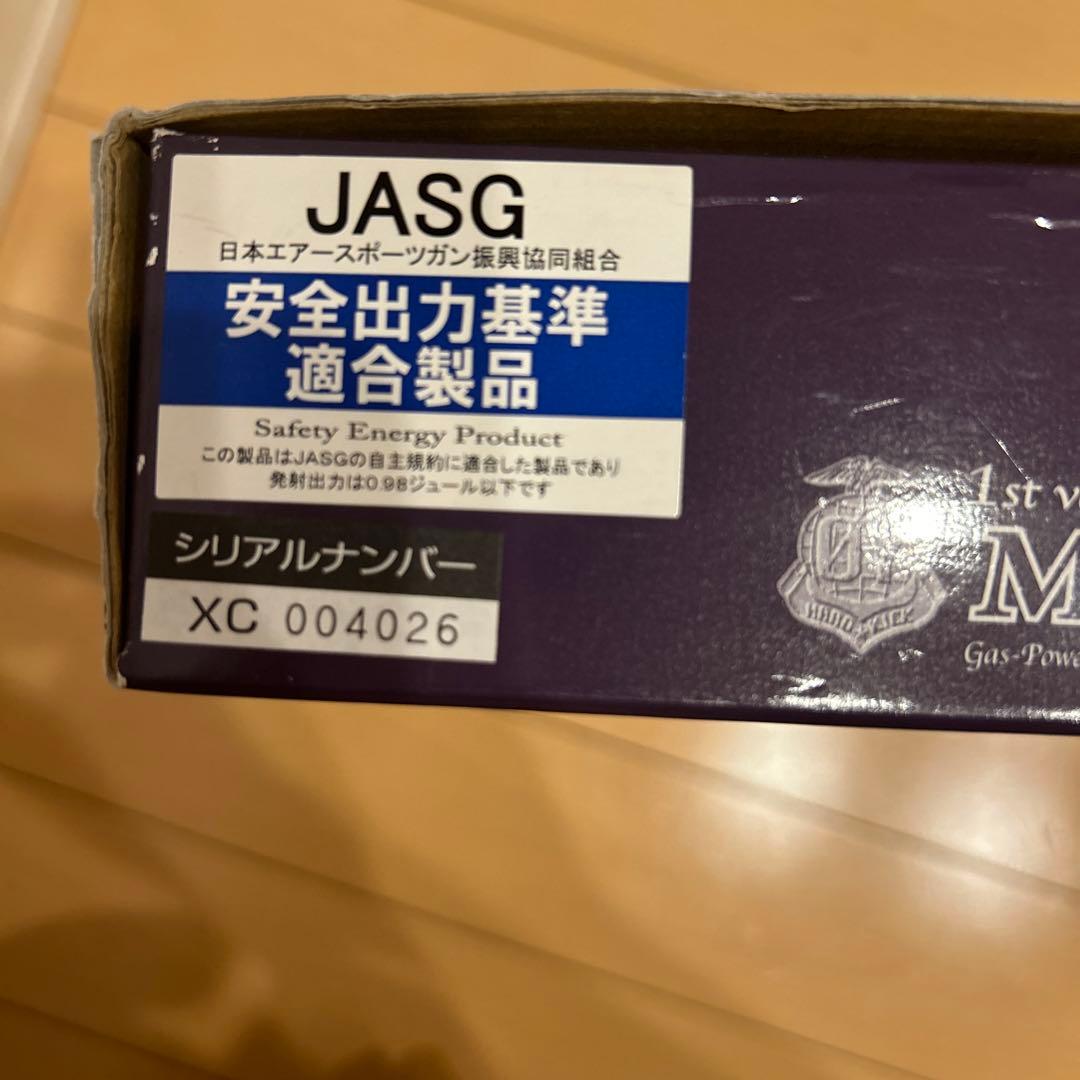 JASG
日本エアースポーツガン振興協同組合
安全出力基準
適合製品
Safety Energy Product
この製品はJASGの自主規約に適合した製品であり
発射出力は0.98ジュール以下です
シリアルナンバー
XC 004026
1st v
M
Gas-Powe